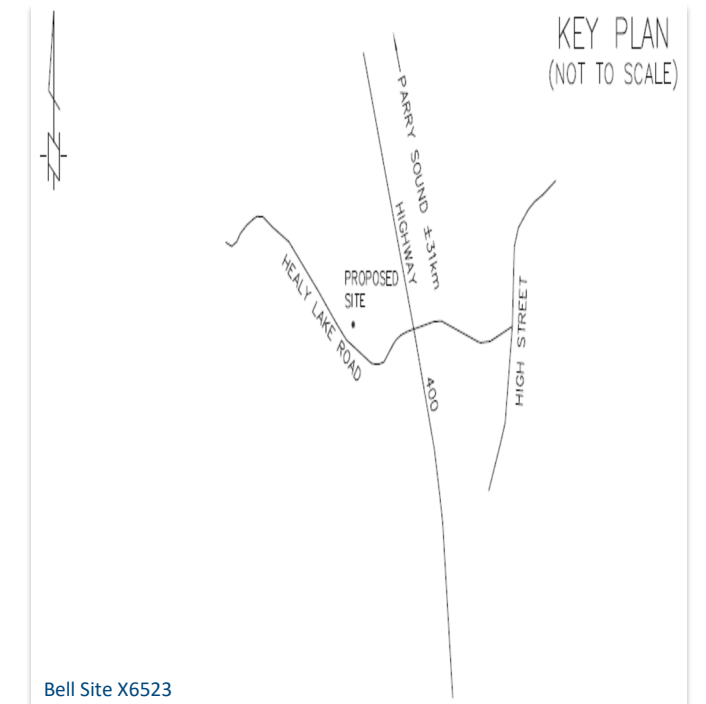 KEY PLAN
(NOT TO SCALE)
N
PARRY SOUND ±31km
HIGHWAY
400
HEALY LAKE ROAD
PROPOSED
SITE
HIGH STREET
Bell Site X6523